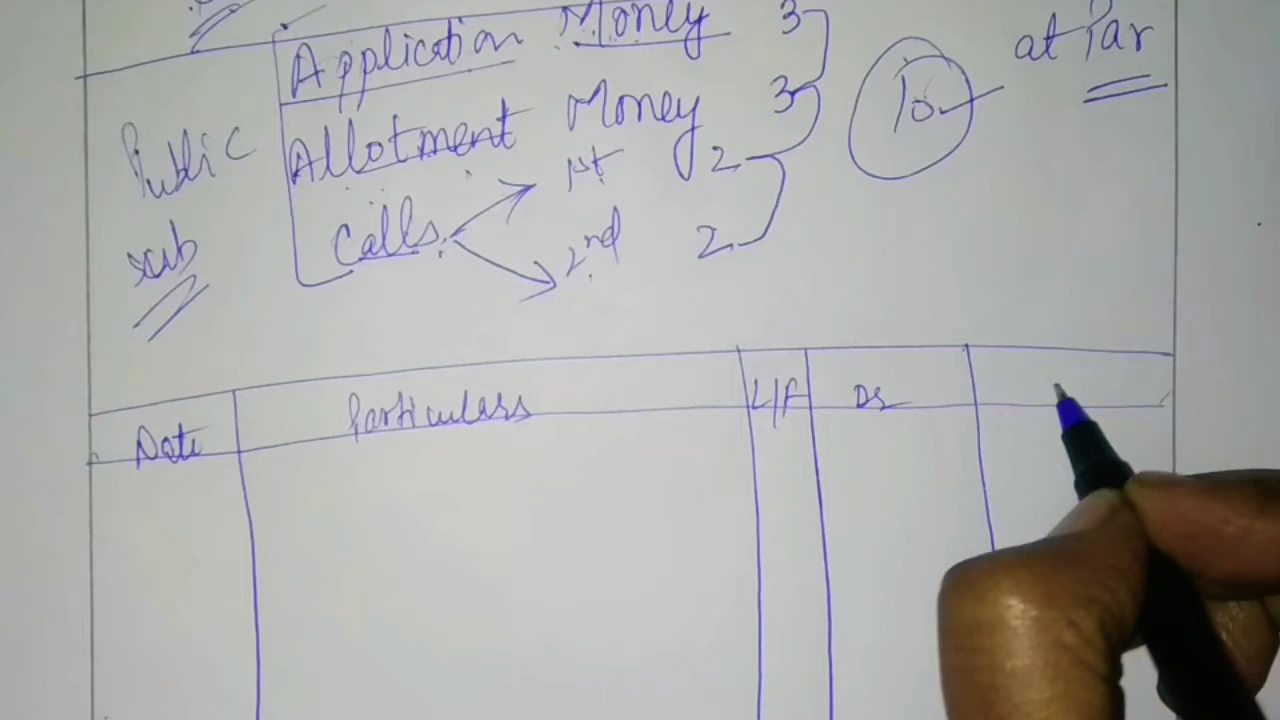 Application Money 3
at Par
Public Allotment Money 3
10
sub Calls 1st 2
2nd 2
Date Particulars L/F Dr